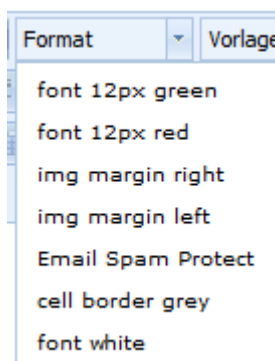 Format Vorlage
font 12px green
font 12px red
img margin right
img margin left
Email Spam Protect
cell border grey
font white